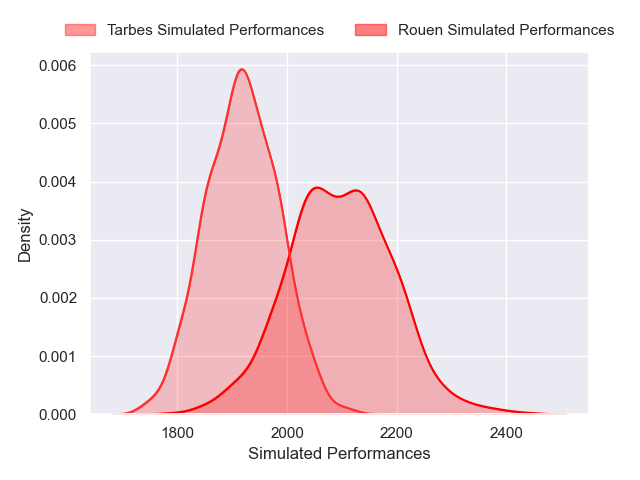 Tarbes Simulated Performances Rouen Simulated Performances
0.006
0.005
0.004
0.003
0.002
0.001
0.000
Density
1800 2000 2200 2400
Simulated Performances